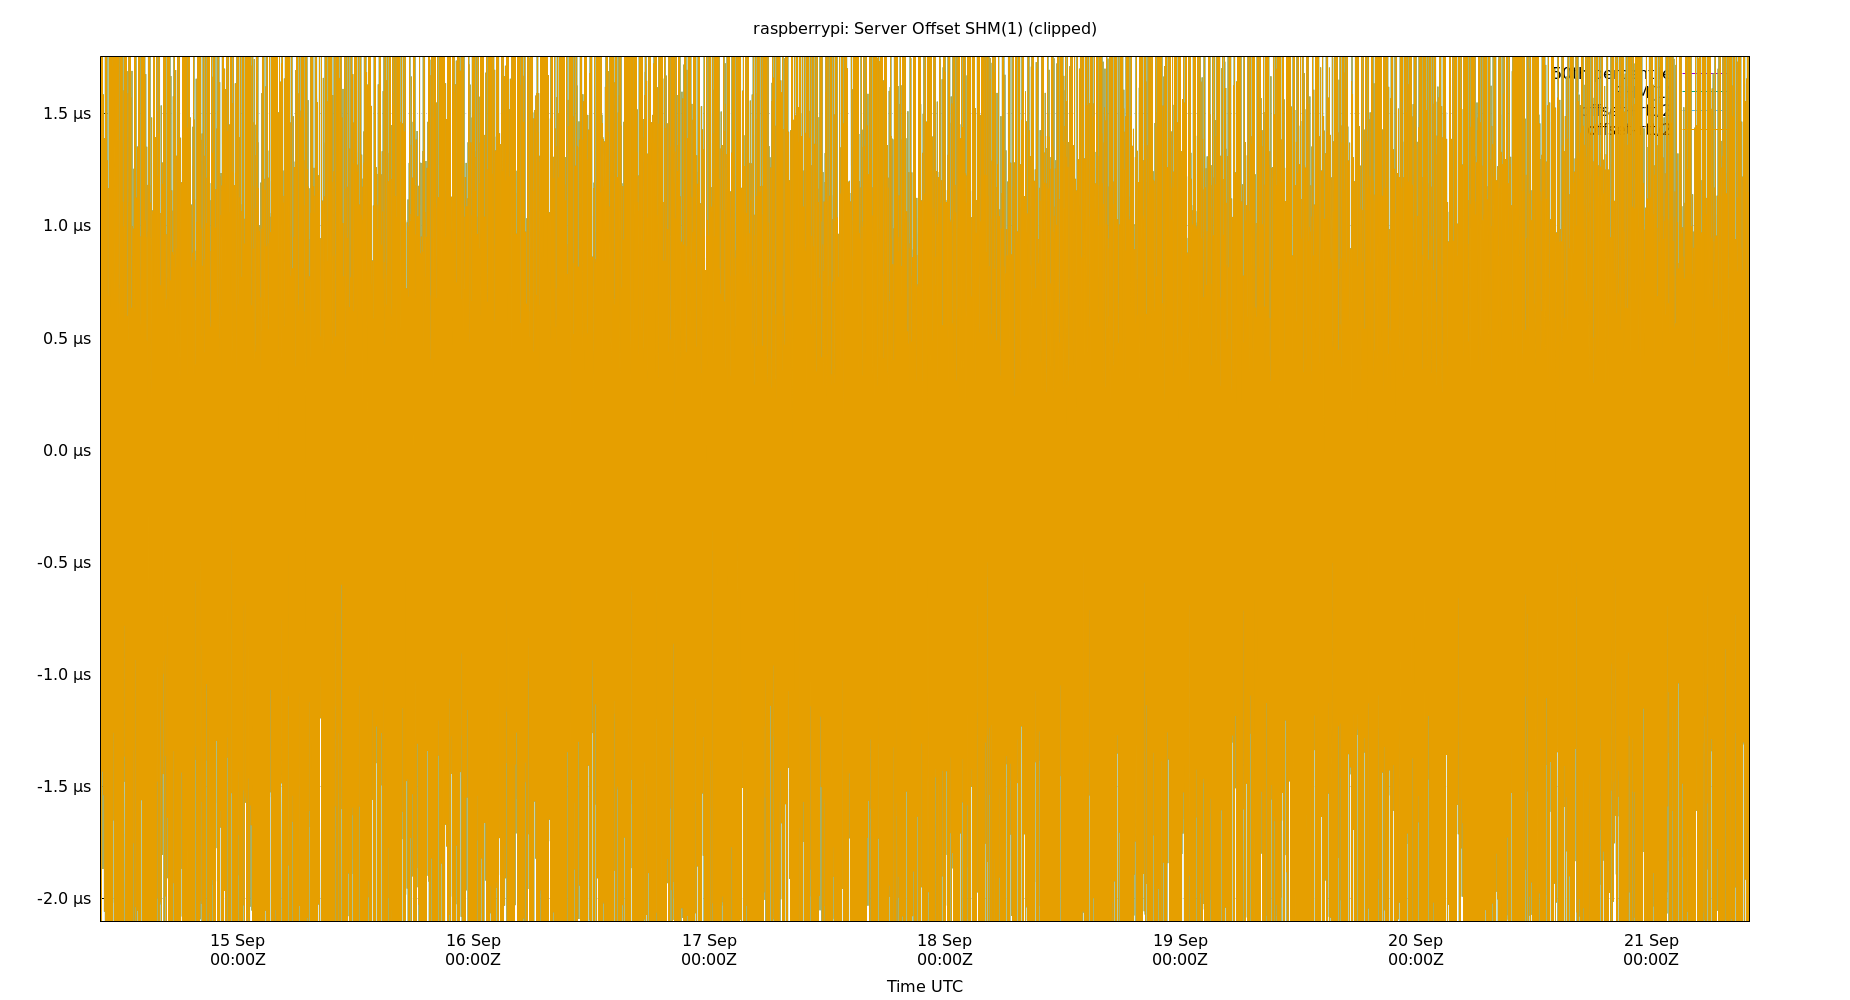 raspberrypi: Server Offset SHM(1) (clipped)
1.5 µs
1.0 µs
0.5 µs
0.0 µs
-0.5 µs
-1.0 µs
-1.5 µs
-2.0 µs
15 Sep
00:00Z
16 Sep
00:00Z
17 Sep
00:00Z
18 Sep
00:00Z
19 Sep
00:00Z
20 Sep
00:00Z
21 Sep
00:00Z
Time UTC